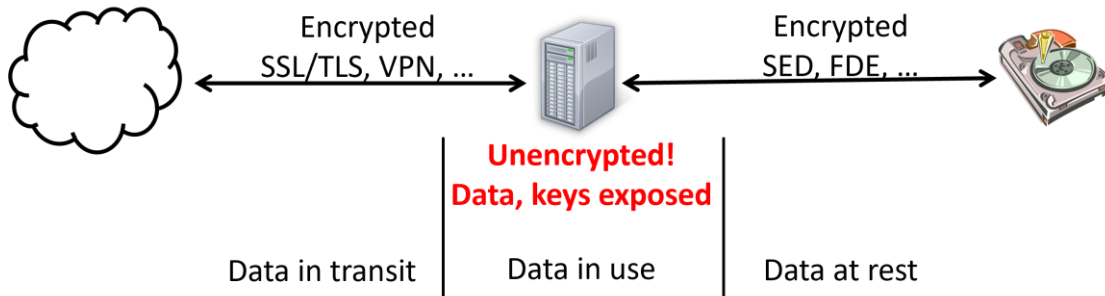 Encrypted
SSL/TLS, VPN, ...
Encrypted
SED, FDE, ...
Unencrypted!
Data, keys exposed
Data in transit
Data in use
Data at rest